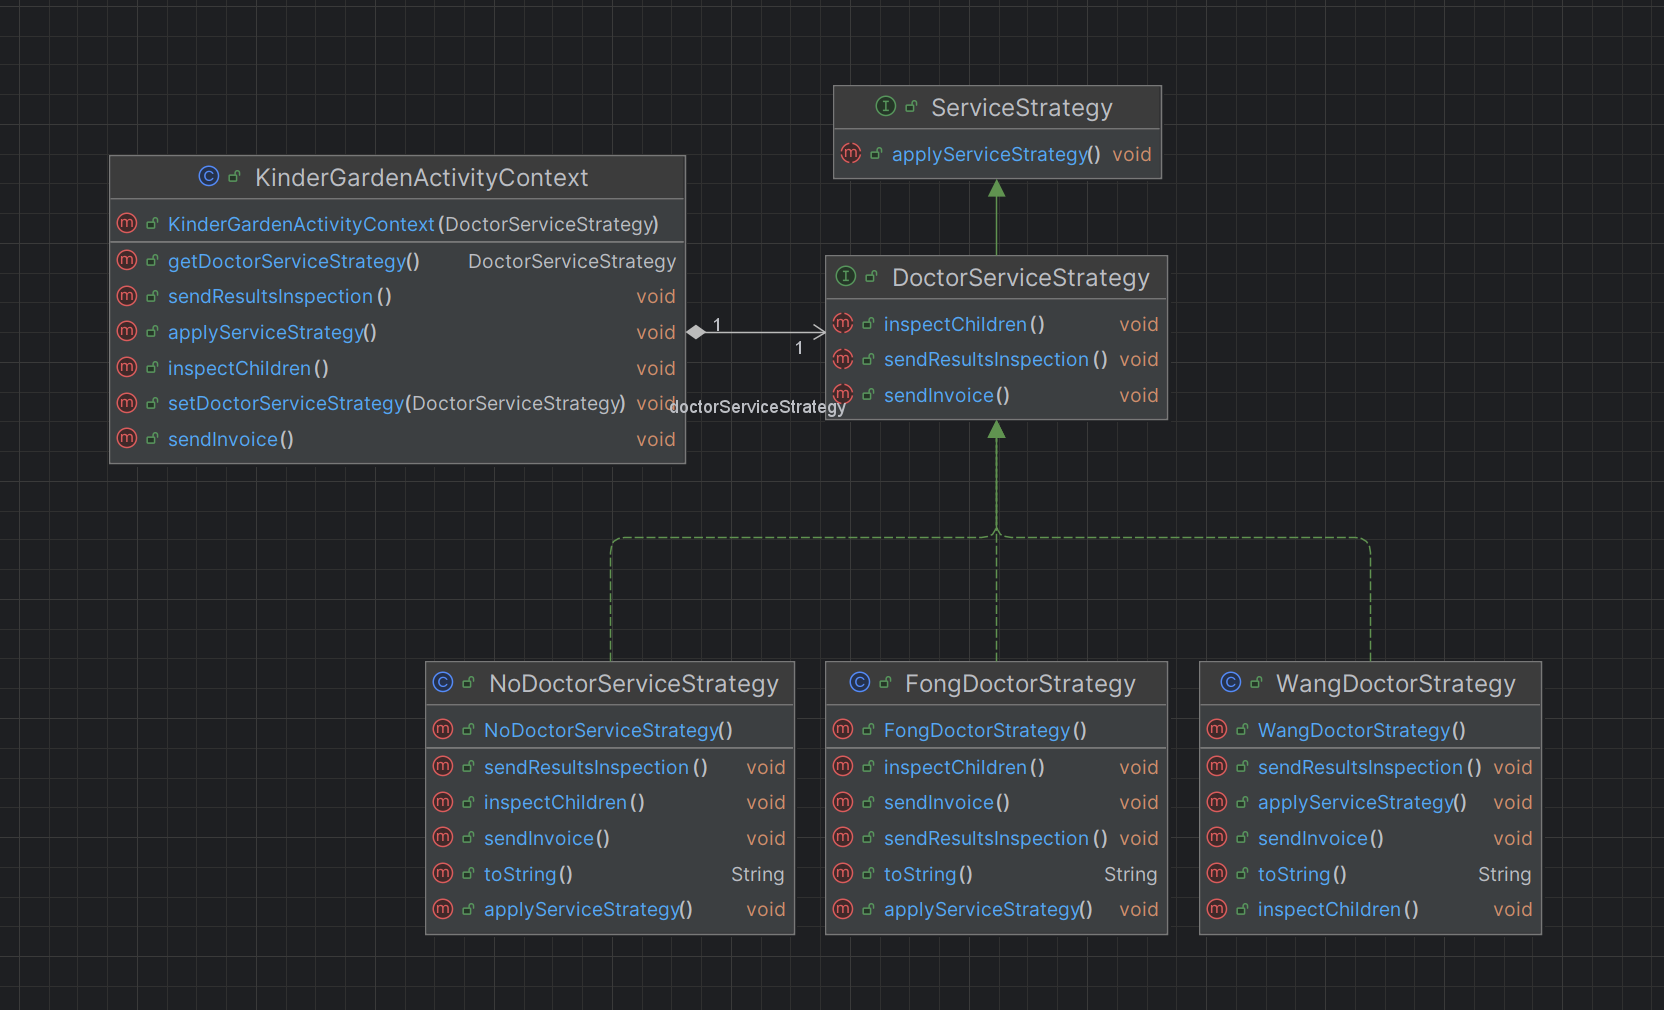 ServiceStrategy
applyServiceStrategy() void
KinderGardenActivityContext
KinderGardenActivityContext(DoctorServiceStrategy)
getDoctorServiceStrategy() DoctorServiceStrategy
sendResultsInspection() void
applyServiceStrategy() void
inspectChildren() void
setDoctorServiceStrategy(DoctorServiceStrategy) void
sendInvoice() void
1
1
doctorServiceStrategy
DoctorServiceStrategy
inspectChildren() void
sendResultsInspection() void
sendInvoice() void
NoDoctorServiceStrategy
NoDoctorServiceStrategy()
sendResultsInspection() void
inspectChildren() void
sendInvoice() void
toString() String
applyServiceStrategy() void
FongDoctorStrategy
FongDoctorStrategy()
inspectChildren() void
sendInvoice() void
sendResultsInspection() void
toString() String
applyServiceStrategy() void
WangDoctorStrategy
WangDoctorStrategy()
sendResultsInspection() void
applyServiceStrategy() void
sendInvoice() void
toString() String
inspectChildren() void